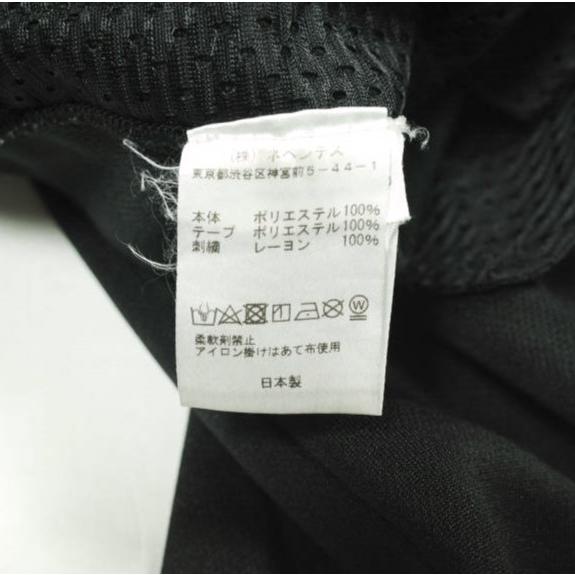 (株) ネペンテス
東京都渋谷区神宮前5-44-1
本体 ポリエステル100%
テープ ポリエステル100%
刺繍 レーヨン 100%
W
柔軟剤禁止
アイロン掛けはあて布使用
日本製